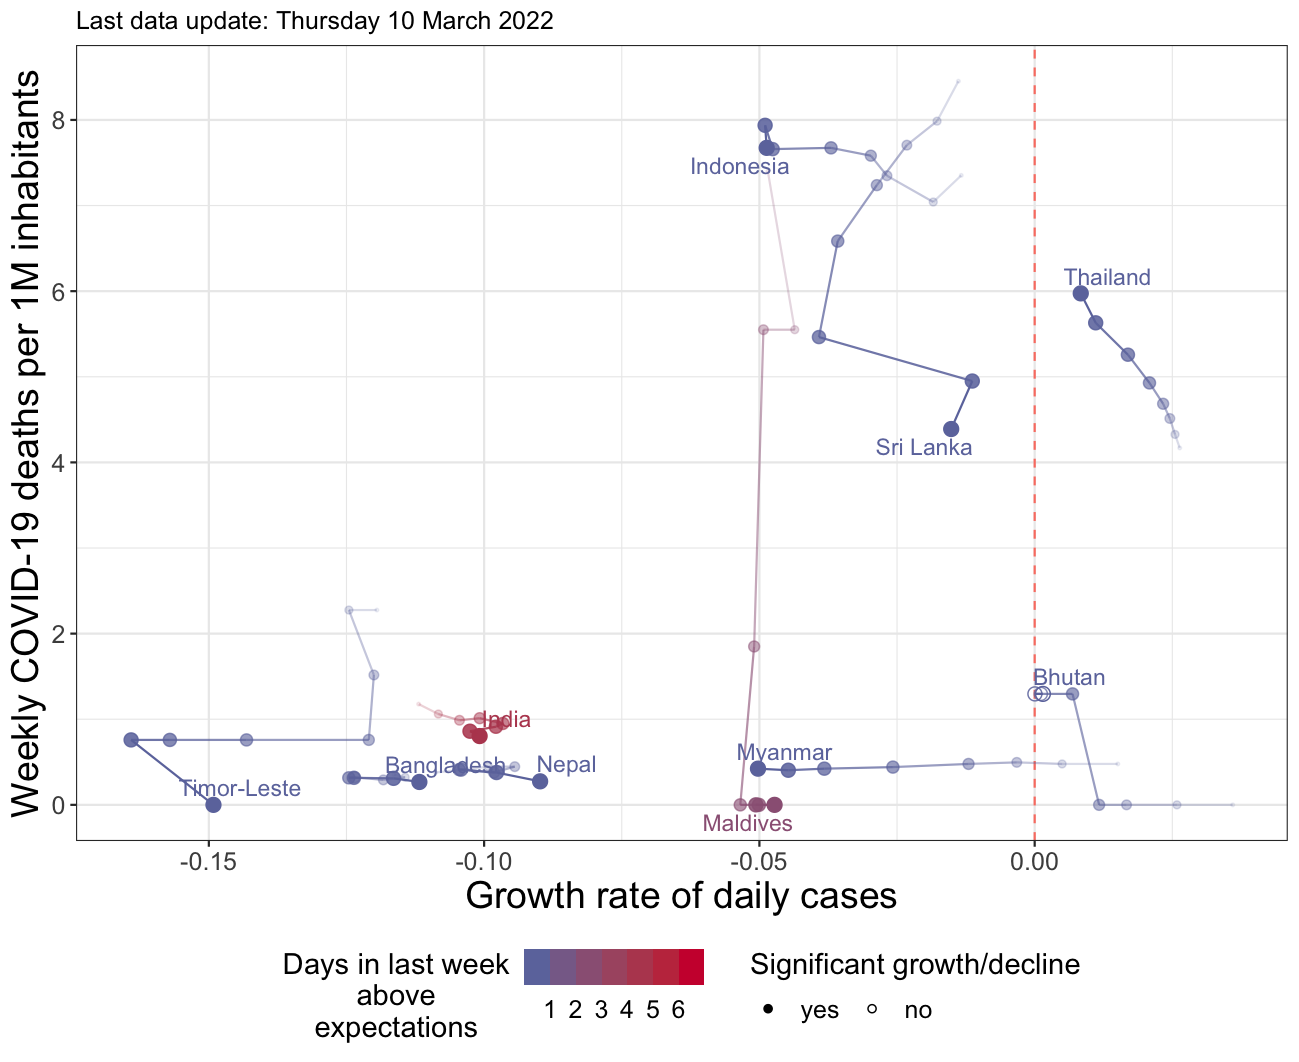 Last data update: Thursday 10 March 2022
Weekly COVID-19 deaths per 1M inhabitants
8
6
4
2
0
Indonesia
Thailand
Sri Lanka
Bhutan
India
Myanmar
Bangladesh
Nepal
Timor-Leste
Maldives
-0.15
-0.10
-0.05
0.00
Growth rate of daily cases
Days in last week
above
expectations
1 2 3 4 5 6
Significant growth/decline
yes no